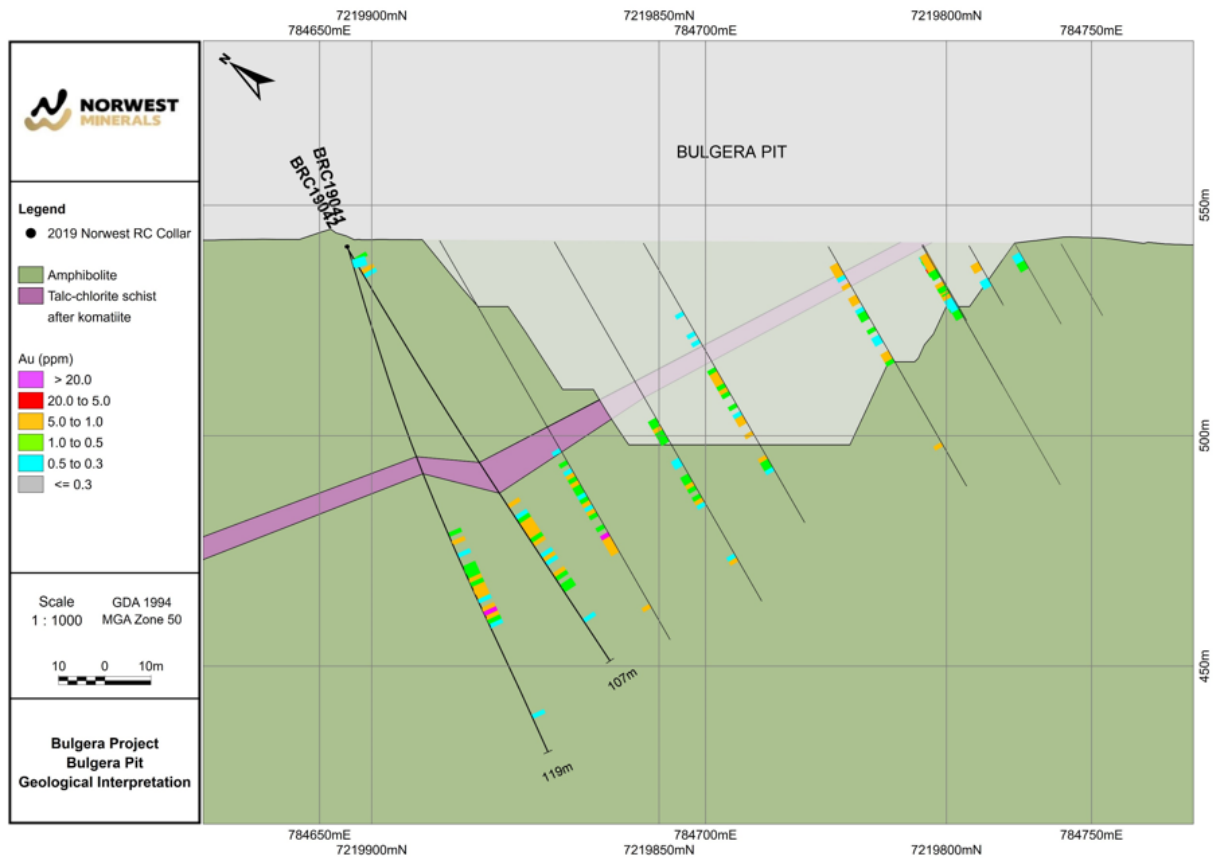 7219900mN 7219850mN 7219800mN
784650mE 784700mE 784750mE
N
NORWEST
MINERALS
BULGERA PIT
BRC19041
BRC19042
Legend
2019 Norwest RC Collar
Amphibolite
Talc-chlorite schist
after komatiite
Au (ppm)
> 20.0
20.0 to 5.0
5.0 to 1.0
1.0 to 0.5
0.5 to 0.3
<= 0.3
550m
500m
450m
107m
119m
Scale GDA 1994
1 : 1000 MGA Zone 50
10 0 10m
Bulgera Project
Bulgera Pit
Geological Interpretation
784650mE 784700mE 784750mE
7219900mN 7219850mN 7219800mN